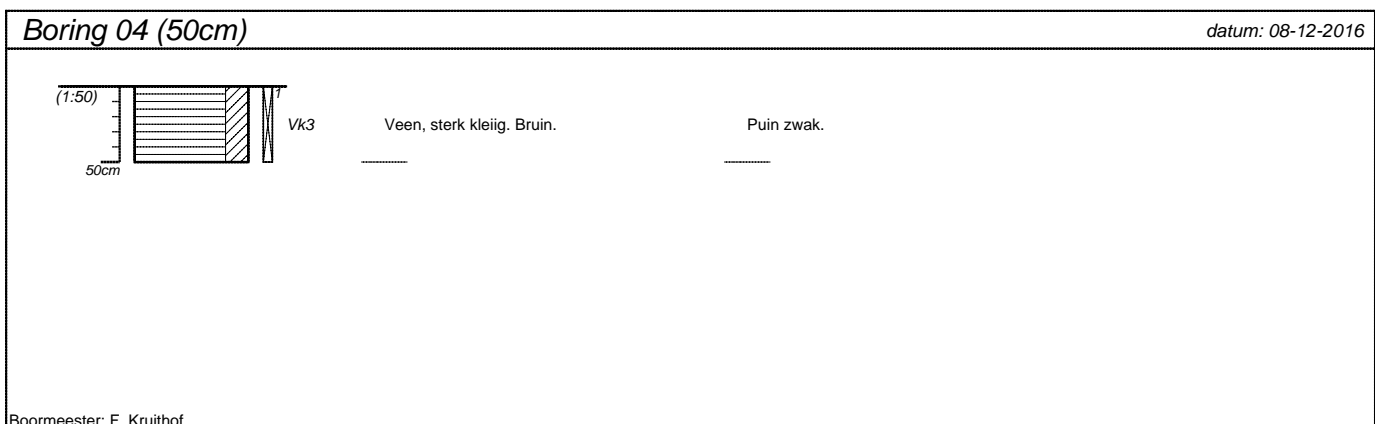 Boring 04 (50cm)
datum: 08-12-2016
(1:50)
1
Vk3
Veen, sterk kleiig. Bruin.
Puin zwak.
50cm
Boormeester: F. Kruithof